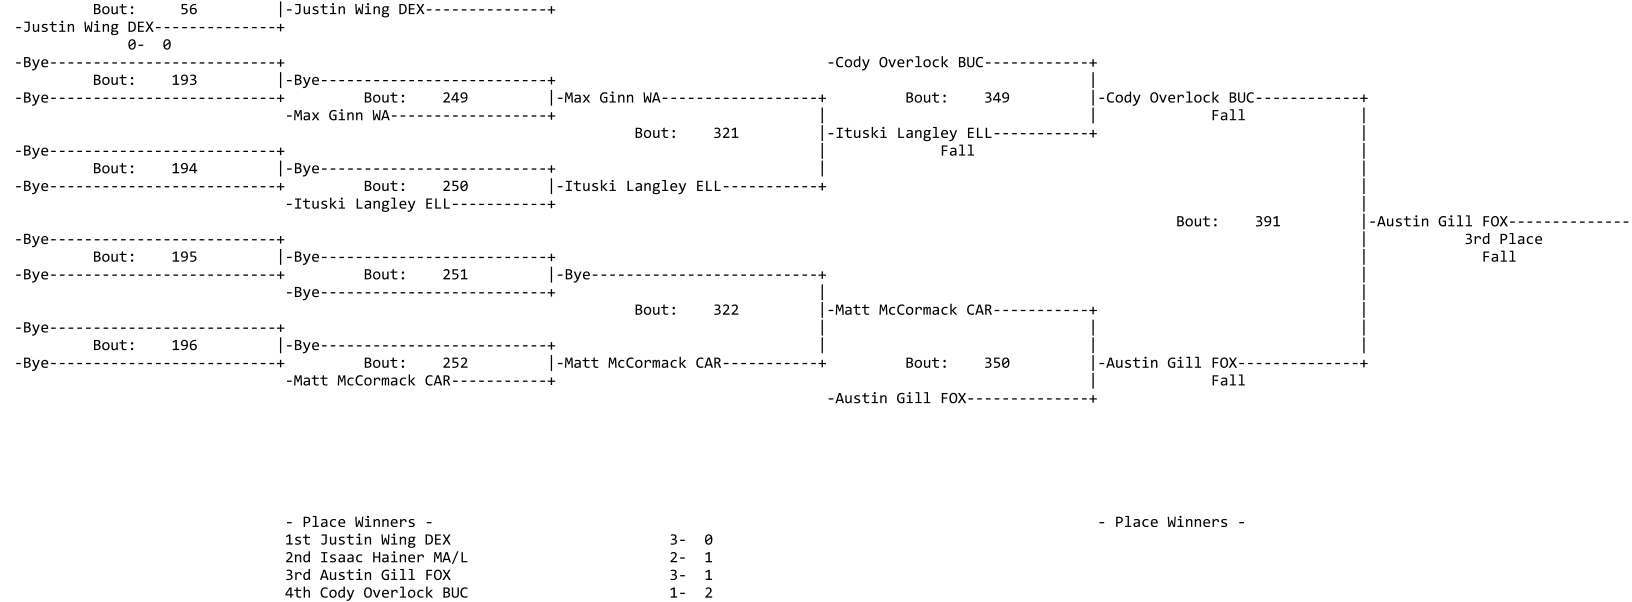 Bout:     56         |-Justin Wing DEX--------------+
-Justin Wing DEX--------------+
             0-  0
-Bye--------------------------+                                                              -Cody Overlock BUC------------+
         Bout:    193         |-Bye--------------------------+                                                             |
-Bye--------------------------+         Bout:    249         |-Max Ginn WA------------------+         Bout:    349         |-Cody Overlock BUC------------+
                               -Max Ginn WA------------------+                              |                              |             Fall             |
                                                                       Bout:    321         |-Ituski Langley ELL-----------+                              |
-Bye--------------------------+                                                             |             Fall                                            |
         Bout:    194         |-Bye--------------------------+                              |                                                             |
-Bye--------------------------+         Bout:    250         |-Ituski Langley ELL-----------+                                                             |
                               -Ituski Langley ELL-----------+                                                                                            |
                                                                                                                                     Bout:    391         |-Austin Gill FOX--------------
-Bye--------------------------+                                                                                                                           |           3rd Place
         Bout:    195         |-Bye--------------------------+                                                                                            |             Fall
-Bye--------------------------+         Bout:    251         |-Bye--------------------------+                                                             |
                               -Bye--------------------------+                              |                                                             |
                                                                       Bout:    322         |-Matt McCormack CAR-----------+                              |
-Bye--------------------------+                                                             |                              |                              |
         Bout:    196         |-Bye--------------------------+                              |                              |                              |
-Bye--------------------------+         Bout:    252         |-Matt McCormack CAR-----------+         Bout:    350         |-Austin Gill FOX--------------+
                               -Matt McCormack CAR-----------+                                                             |             Fall
                                                                                             -Austin Gill FOX--------------+
                               - Place Winners -                                                                            - Place Winners -
                               1st Justin Wing DEX                         3-  0
                               2nd Isaac Hainer MA/L                       2-  1
                               3rd Austin Gill FOX                         3-  1
                               4th Cody Overlock BUC                       1-  2